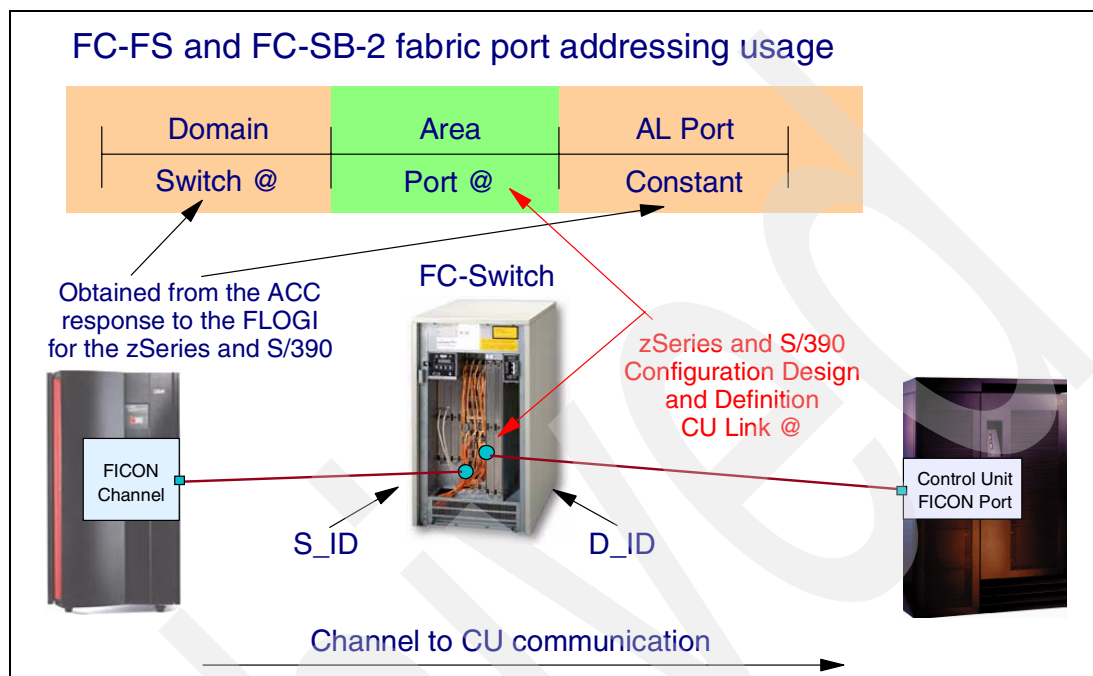 FC-FS and FC-SB-2 fabric port addressing usage
Domain
Area
AL Port
Switch @
Port @
Constant
Obtained from the ACC
response to the FLOGI
for the zSeries and S/390
FC-Switch
zSeries and S/390
Configuration Design
and Definition
CU Link @
FICON
Channel
Control Unit
FICON Port
S_ID
D_ID
Channel to CU communication